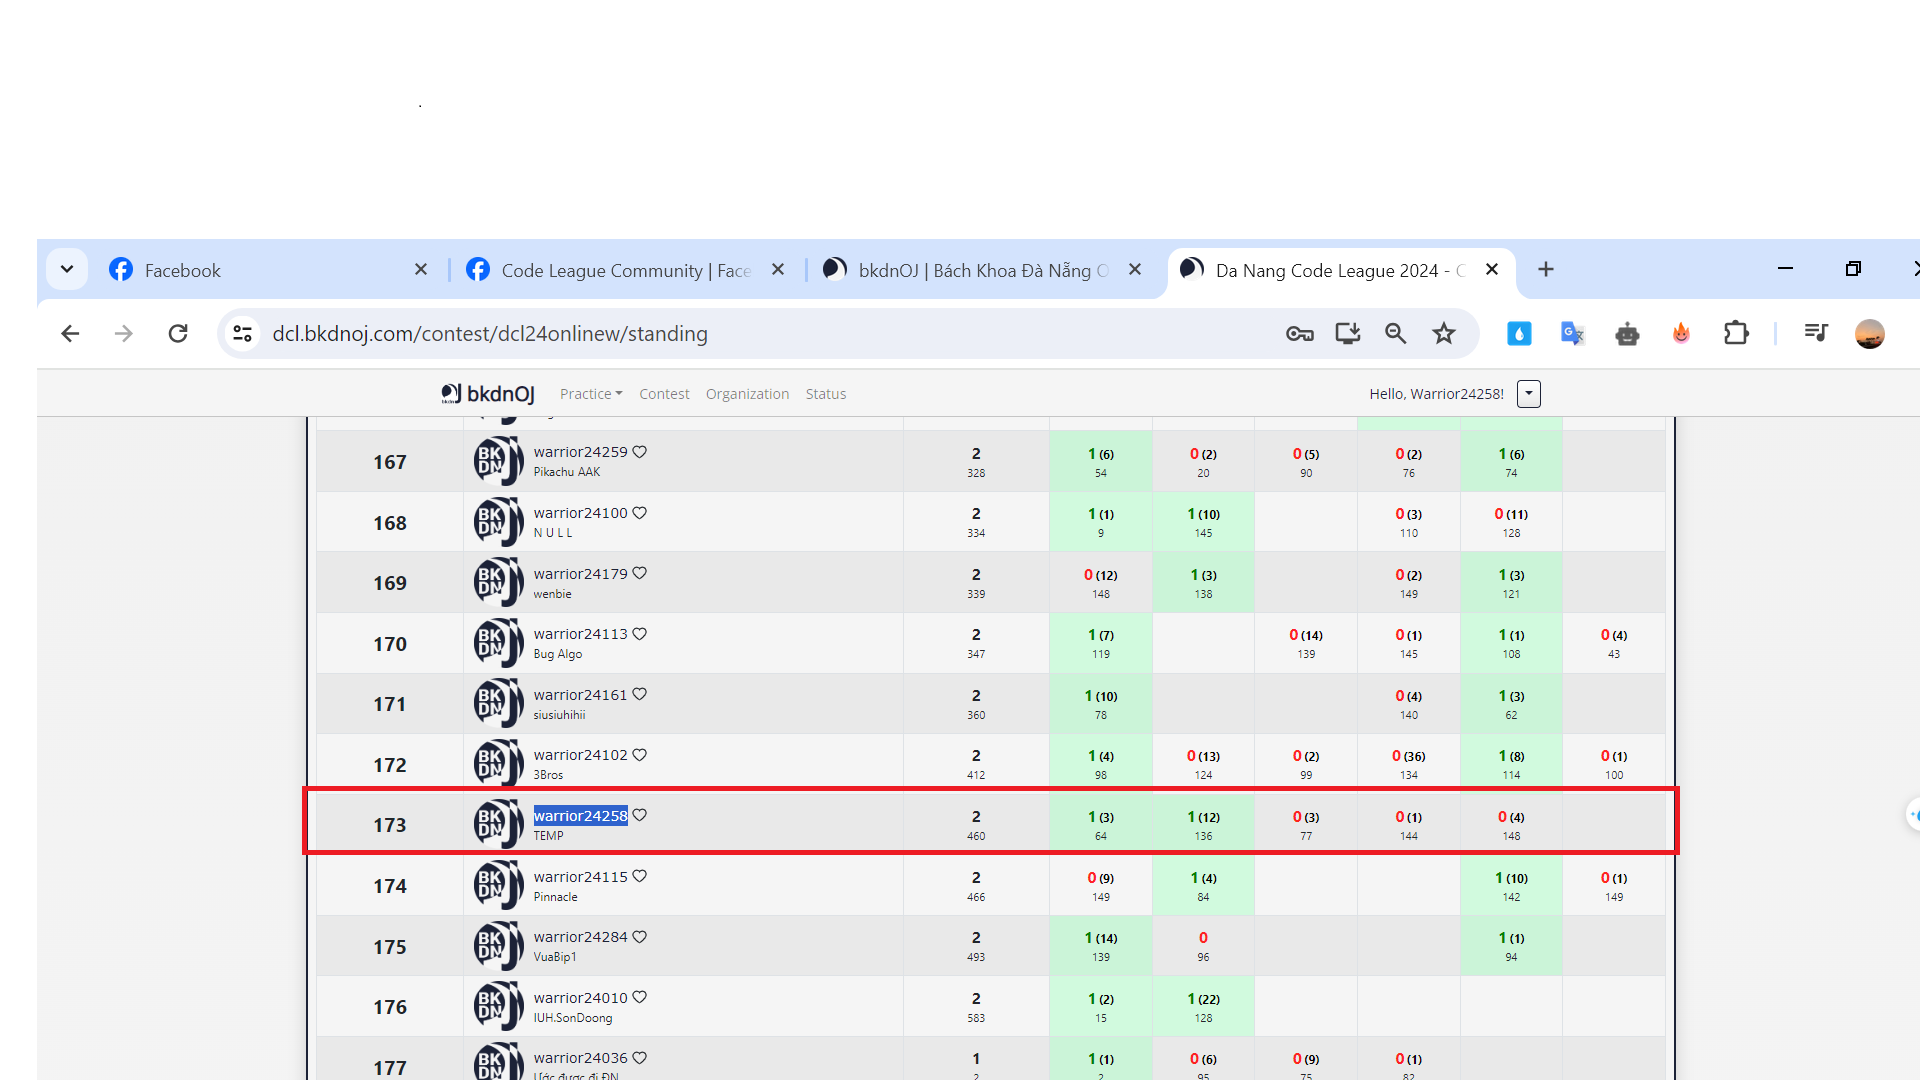 Facebook
Code League Community | Face
bkdnOJ | Bách Khoa Đà Nẵng O
Da Nang Code League 2024 - C
dcl.bkdnoj.com/contest/dcl24onlinew/standing
bkdnOJ Practice Contest Organization Status Hello, Warrior24258!
167 BKDN warrior24259 2 1 (6) 0 (2) 0 (5) 0 (2) 1 (6)
Pikachu AAK 328 54 20 90 76 74
168 BKDN warrior24100 2 1 (1) 1 (10) 0 (3) 0 (11)
N U L L 334 9 145 110 128
169 BKDN warrior24179 2 0 (12) 1 (3) 0 (2) 1 (3)
wenbie 339 148 138 149 121
170 BKDN warrior24113 2 1 (7) 0 (14) 0 (1) 1 (1) 0 (4)
Bug Algo 347 119 139 145 108 43
171 BKDN warrior24161 2 1 (10) 0 (4) 1 (3)
siusiuhihii 360 78 140 62
172 BKDN warrior24102 2 1 (4) 0 (13) 0 (2) 0 (36) 1 (8) 0 (1)
3Bros 412 98 124 99 134 114 100
173 BKDN warrior24258 2 1 (3) 1 (12) 0 (3) 0 (1) 0 (4)
TEMP 460 64 136 77 144 148
174 BKDN warrior24115 2 0 (9) 1 (4) 1 (10) 0 (1)
Pinnacle 466 149 84 142 149
175 BKDN warrior24284 2 1 (14) 0 1 (1)
VuaBip1 493 139 96 94
176 BKDN warrior24010 2 1 (2) 1 (22)
IUH.SonDoong 583 15 128
177 BKDN warrior24036 1 1 (1) 0 (6) 0 (9) 0 (1)
Ước được đi ĐN 2 2 95 75 82